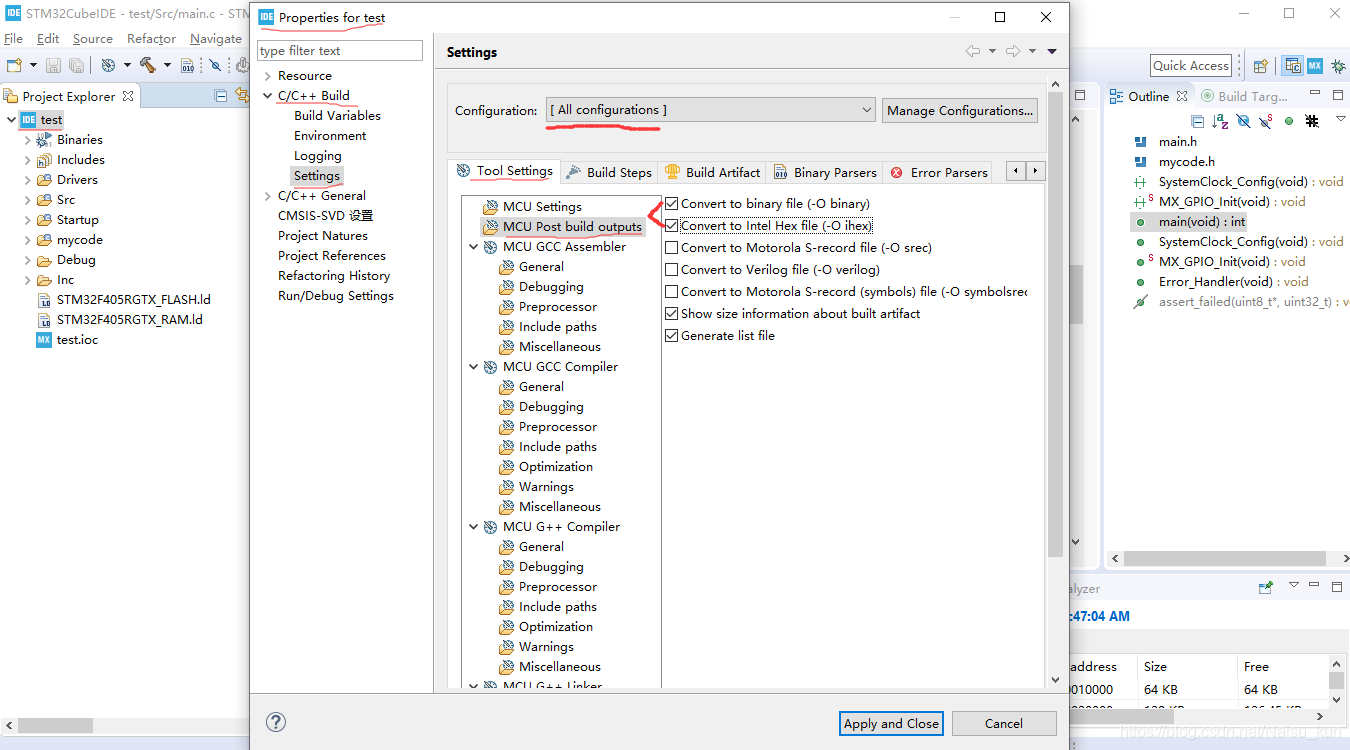 IDE STM32CubeIDE - test/Src/main.c - STM
File Edit Source Refactor Navigate
Quick Access
MX
Project Explorer
IDE test
Binaries
Includes
Drivers
Src
Startup
mycode
Debug
Inc
STM32F405RGTX_FLASH.ld
STM32F405RGTX_RAM.ld
MX test.ioc
IDE Properties for test
type filter text
Resource
C/C++ Build
Build Variables
Environment
Logging
Settings
C/C++ General
CMSIS-SVD 设置
Project Natures
Project References
Refactoring History
Run/Debug Settings
Settings
Configuration: [ All configurations ] Manage Configurations...
Tool Settings Build Steps Build Artifact Binary Parsers Error Parsers
MCU Settings
MCU Post build outputs
MCU GCC Assembler
General
Debugging
Preprocessor
Include paths
Miscellaneous
MCU GCC Compiler
General
Debugging
Preprocessor
Include paths
Optimization
Warnings
Miscellaneous
MCU G++ Compiler
General
Debugging
Preprocessor
Include paths
Optimization
Warnings
Miscellaneous
MCU G++ Linker
Convert to binary file (-O binary)
Convert to Intel Hex file (-O ihex)
Convert to Motorola S-record file (-O srec)
Convert to Verilog file (-O verilog)
Convert to Motorola S-record (symbols) file (-O symbolsrec
Show size information about built artifact
Generate list file
Apply and Close Cancel
Outline Build Targ...
main.h
mycode.h
SystemClock_Config(void) : void
MX_GPIO_Init(void) : void
main(void) : int
SystemClock_Config(void) : void
MX_GPIO_Init(void) : void
Error_Handler(void) : void
assert_failed(uint8_t*, uint32_t) : v
alyzer
:47:04 AM
address Size Free
010000 64 KB 64 KB
https://blog.csdn.net/Natsu_kun